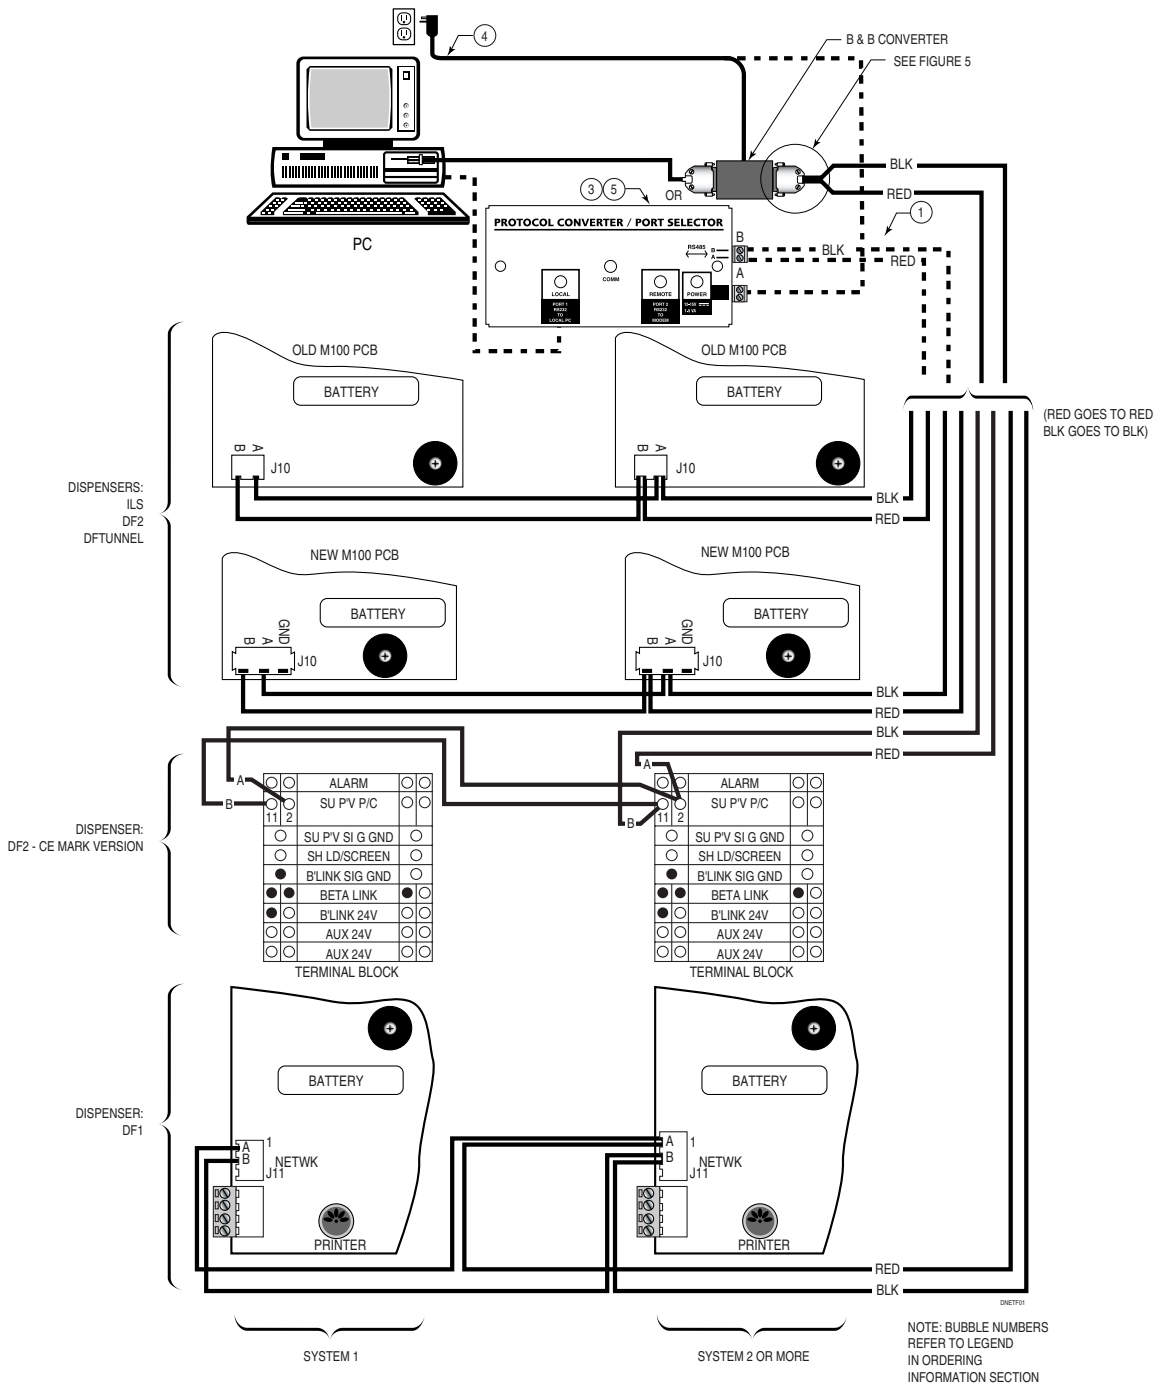 4
B & B CONVERTER
SEE FIGURE 5
BLK
RED
OR
3 5
1
PC
PROTOCOL CONVERTER / PORT SELECTOR
RS485
B
A
B
A
BLK
RED
COMM
LOCAL
PORT 1
RS232
TO
LOCAL PC
REMOTE
PORT 2
RS232
TO
MODEM
POWER
OLD M100 PCB
BATTERY
B A
J10
OLD M100 PCB
BATTERY
B A
J10
(RED GOES TO RED
BLK GOES TO BLK)
BLK
RED
DISPENSERS:
ILS
DF2
DFTUNNEL
NEW M100 PCB
BATTERY
B A GND
J10
NEW M100 PCB
BATTERY
B A GND
J10
BLK
RED
BLK
RED
DISPENSER:
DF2 - CE MARK VERSION
A
B
ALARM
SU P'V P/C
11 2
SU P'V SI G GND
SH LD/SCREEN
B'LINK SIG GND
BETA LINK
B'LINK 24V
AUX 24V
AUX 24V
TERMINAL BLOCK
A
B
ALARM
SU P'V P/C
11 2
SU P'V SI G GND
SH LD/SCREEN
B'LINK SIG GND
BETA LINK
B'LINK 24V
AUX 24V
AUX 24V
TERMINAL BLOCK
DISPENSER:
DF1
BATTERY
A 1
B NETWK
J11
PRINTER
BATTERY
A 1
B NETWK
J11
PRINTER
RED
BLK
DNETF01
SYSTEM 1
SYSTEM 2 OR MORE
NOTE: BUBBLE NUMBERS
REFER TO LEGEND
IN ORDERING
INFORMATION SECTION